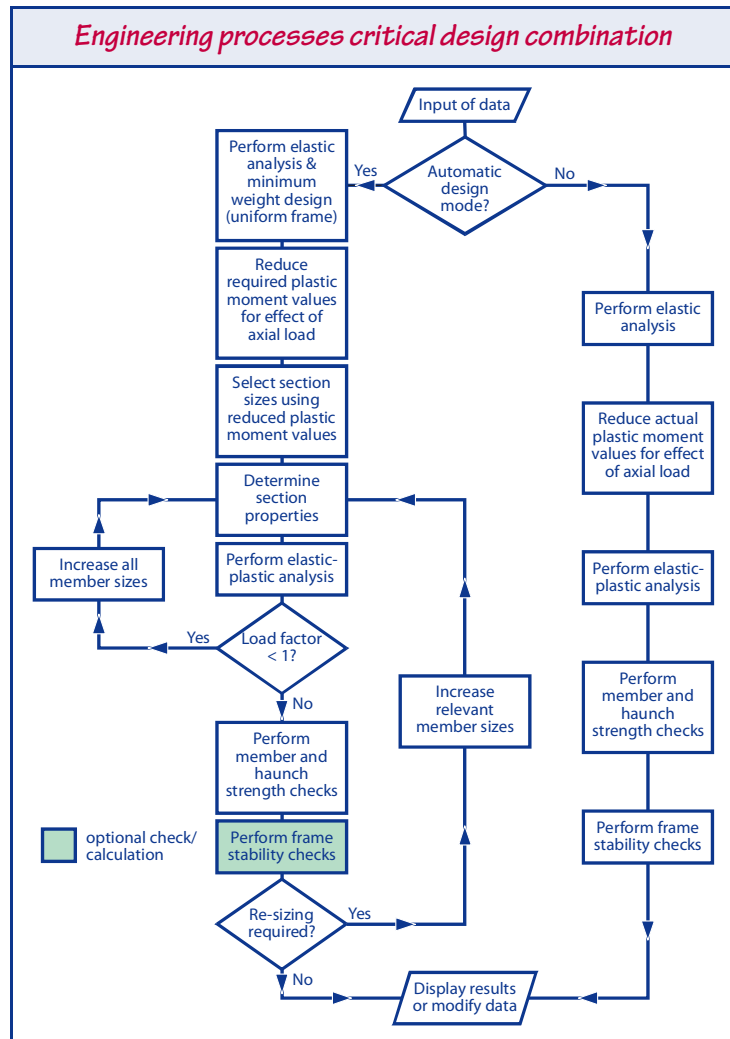 Engineering processes critical design combination
Input of data
Automatic
design
mode?
Yes
No
Perform elastic
analysis &
minimum
weight design
(uniform frame)
Reduce
required plastic
moment values
for effect of
axial load
Select section
sizes using
reduced plastic
moment values
Determine
section
properties
Perform elastic-
plastic analysis
Increase all
member sizes
Yes
Load factor
< 1?
No
Perform
member and
haunch
strength checks
optional check/
calculation
Perform frame
stability checks
Re-sizing
required?
Yes
No
Increase
relevant
member sizes
Perform elastic
analysis
Reduce actual
plastic moment
values for effect
of axial load
Perform elastic-
plastic analysis
Perform
member and
haunch
strength checks
Perform frame
stability checks
Display results
or modify data